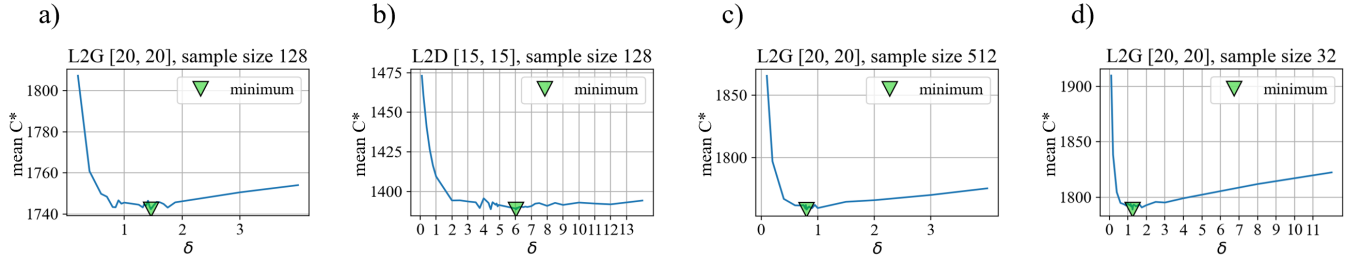 a)
L2G [20, 20], sample size 128
minimum
mean C*
1800
1780
1760
1740
1 2 3
δ
b)
L2D [15, 15], sample size 128
minimum
mean C*
1475
1450
1425
1400
0 1 2 3 4 5 6 7 8 9 10 11 12 13
δ
c)
L2G [20, 20], sample size 512
minimum
mean C*
1850
1800
0 1 2 3
δ
d)
L2G [20, 20], sample size 32
minimum
mean C*
1900
1850
1800
0 1 2 3 4 5 6 7 8 9 10 11
δ